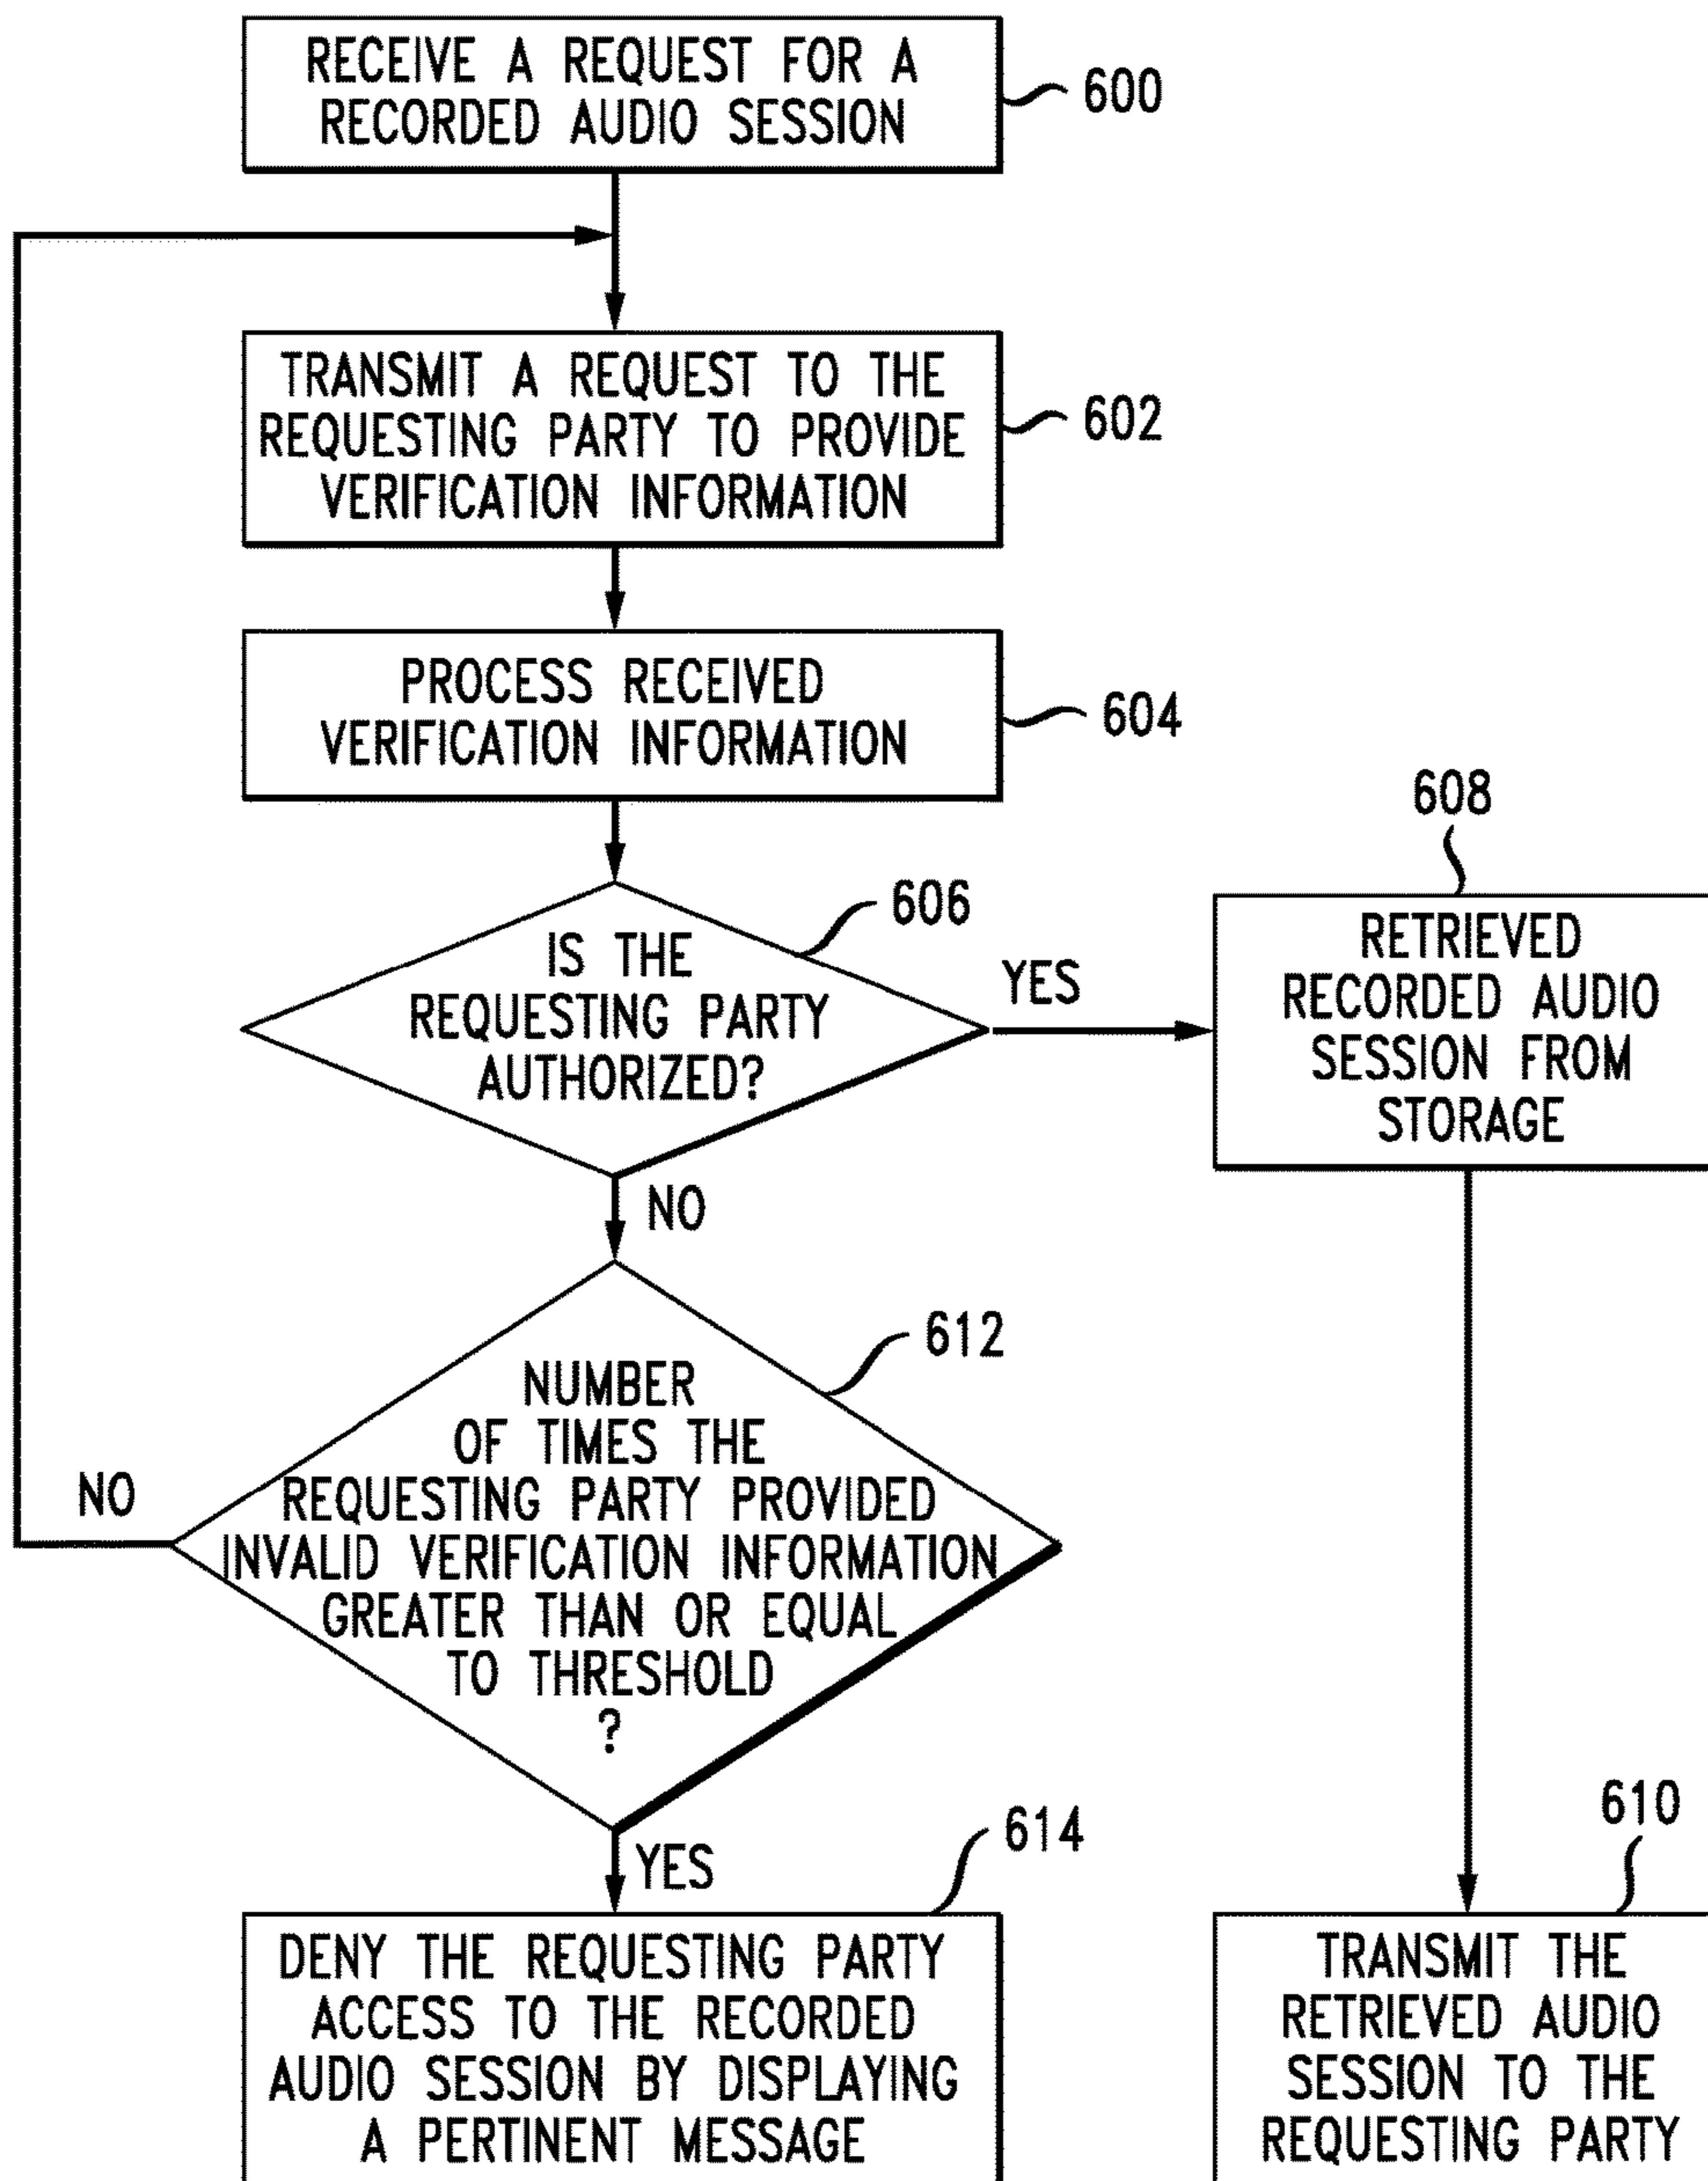 RECEIVE A REQUEST FOR A
RECORDED AUDIO SESSION
600
TRANSMIT A REQUEST TO THE
REQUESTING PARTY TO PROVIDE
VERIFICATION INFORMATION
602
PROCESS RECEIVED
VERIFICATION INFORMATION
604
606
IS THE
REQUESTING PARTY
AUTHORIZED?
YES
608
RETRIEVED
RECORDED AUDIO
SESSION FROM
STORAGE
NO
612
NUMBER
OF TIMES THE
REQUESTING PARTY PROVIDED
INVALID VERIFICATION INFORMATION
GREATER THAN OR EQUAL
TO THRESHOLD
?
NO
YES
614
DENY THE REQUESTING PARTY
ACCESS TO THE RECORDED
AUDIO SESSION BY DISPLAYING
A PERTINENT MESSAGE
610
TRANSMIT THE
RETRIEVED AUDIO
SESSION TO THE
REQUESTING PARTY